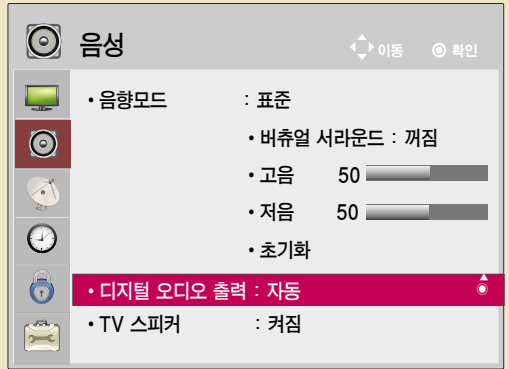 음성
이동 확인
• 음향모드 : 표준
• 버츄얼 서라운드 : 꺼짐
• 고음 50
• 저음 50
• 초기화
• 디지털 오디오 출력 : 자동
• TV 스피커 : 켜짐